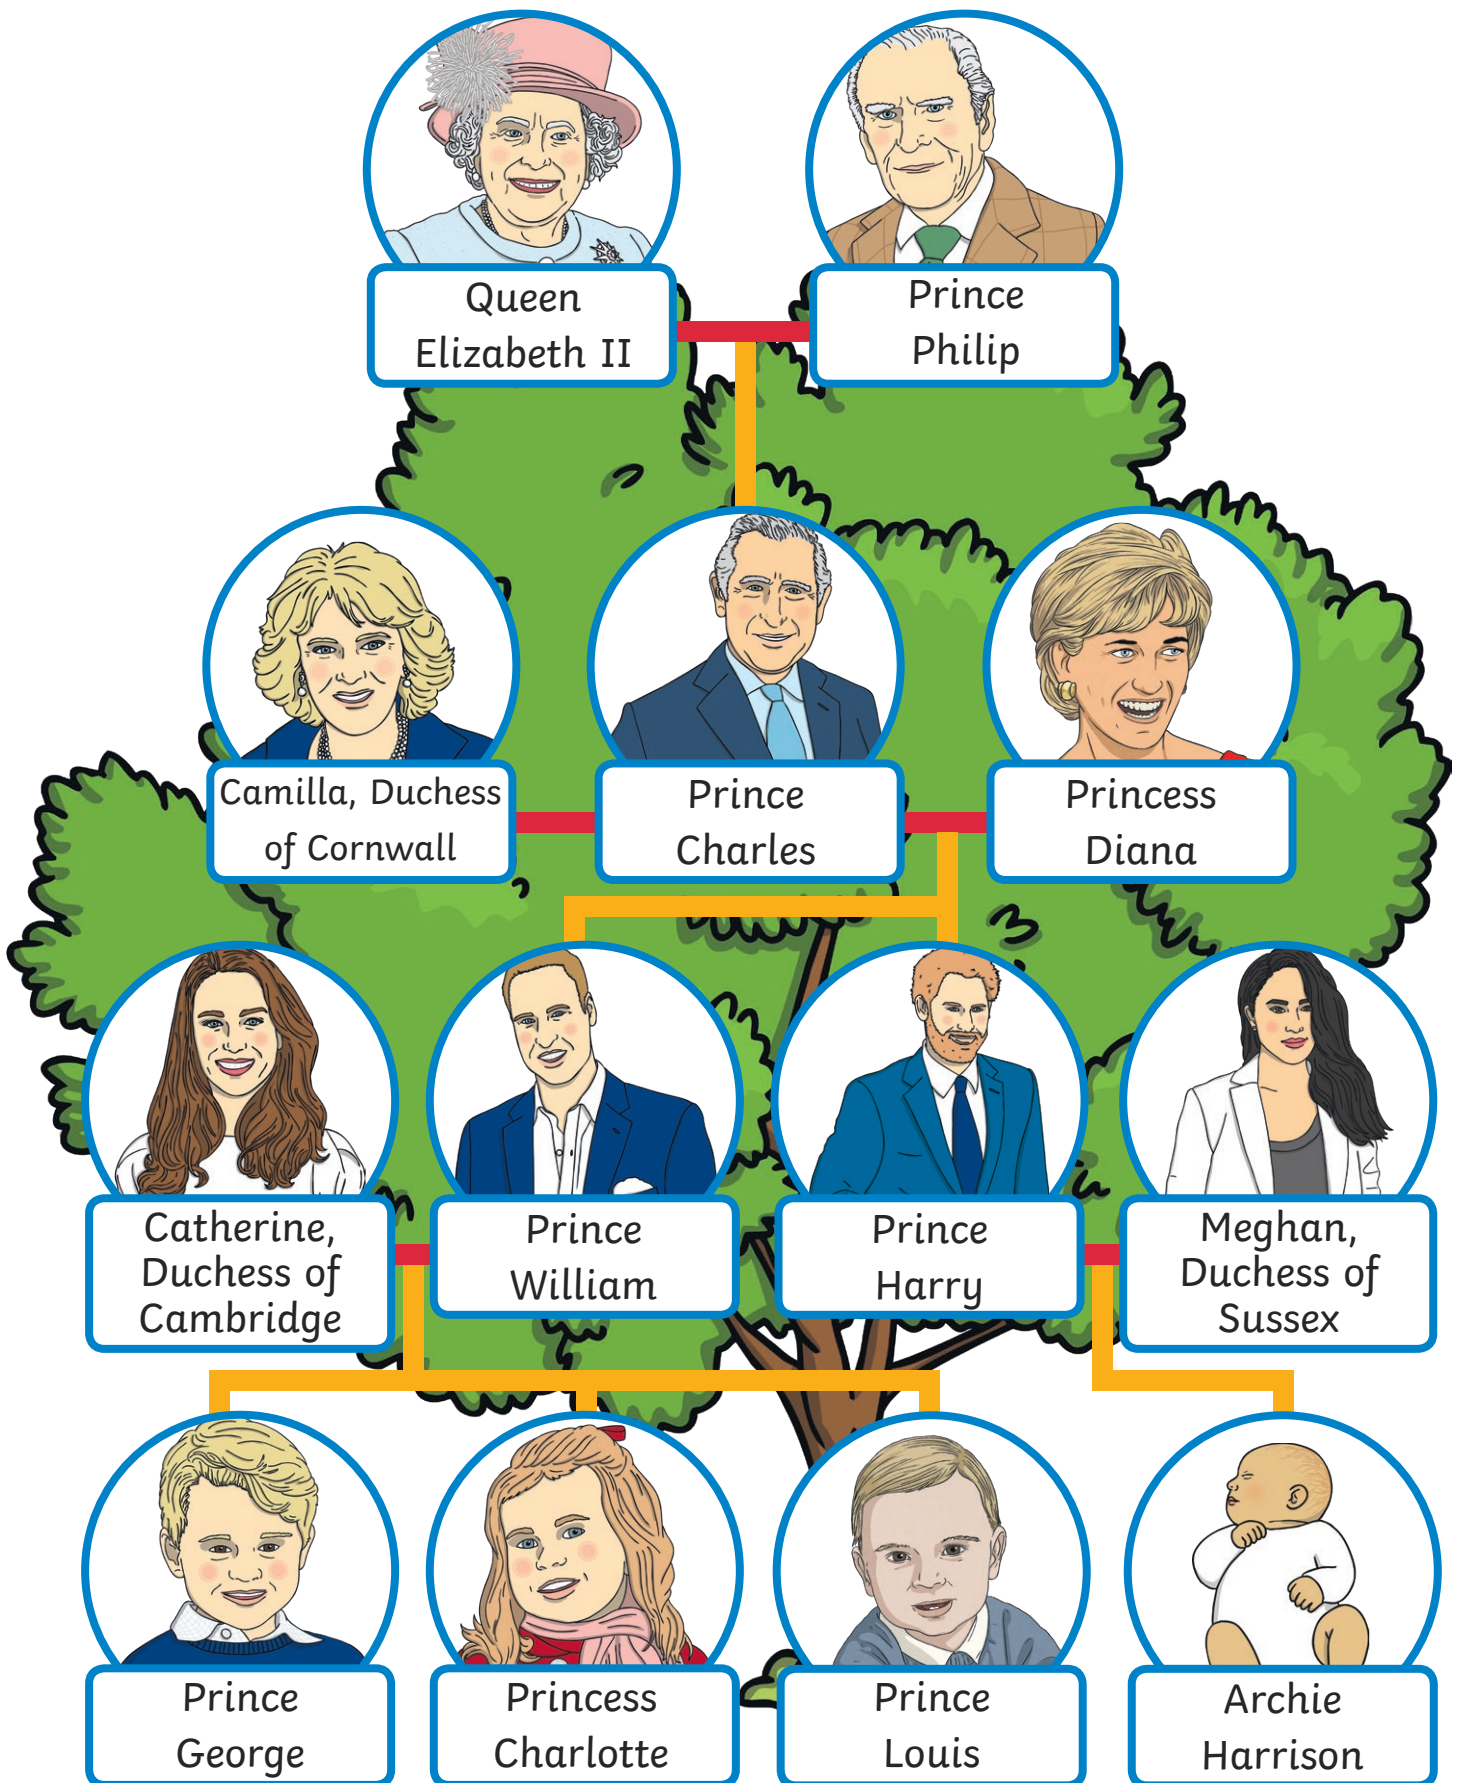 Queen
Elizabeth II
Prince
Philip
Camilla, Duchess
of Cornwall
Prince
Charles
Princess
Diana
Catherine,
Duchess of
Cambridge
Prince
William
Prince
Harry
Meghan,
Duchess of
Sussex
Prince
George
Princess
Charlotte
Prince
Louis
Archie
Harrison